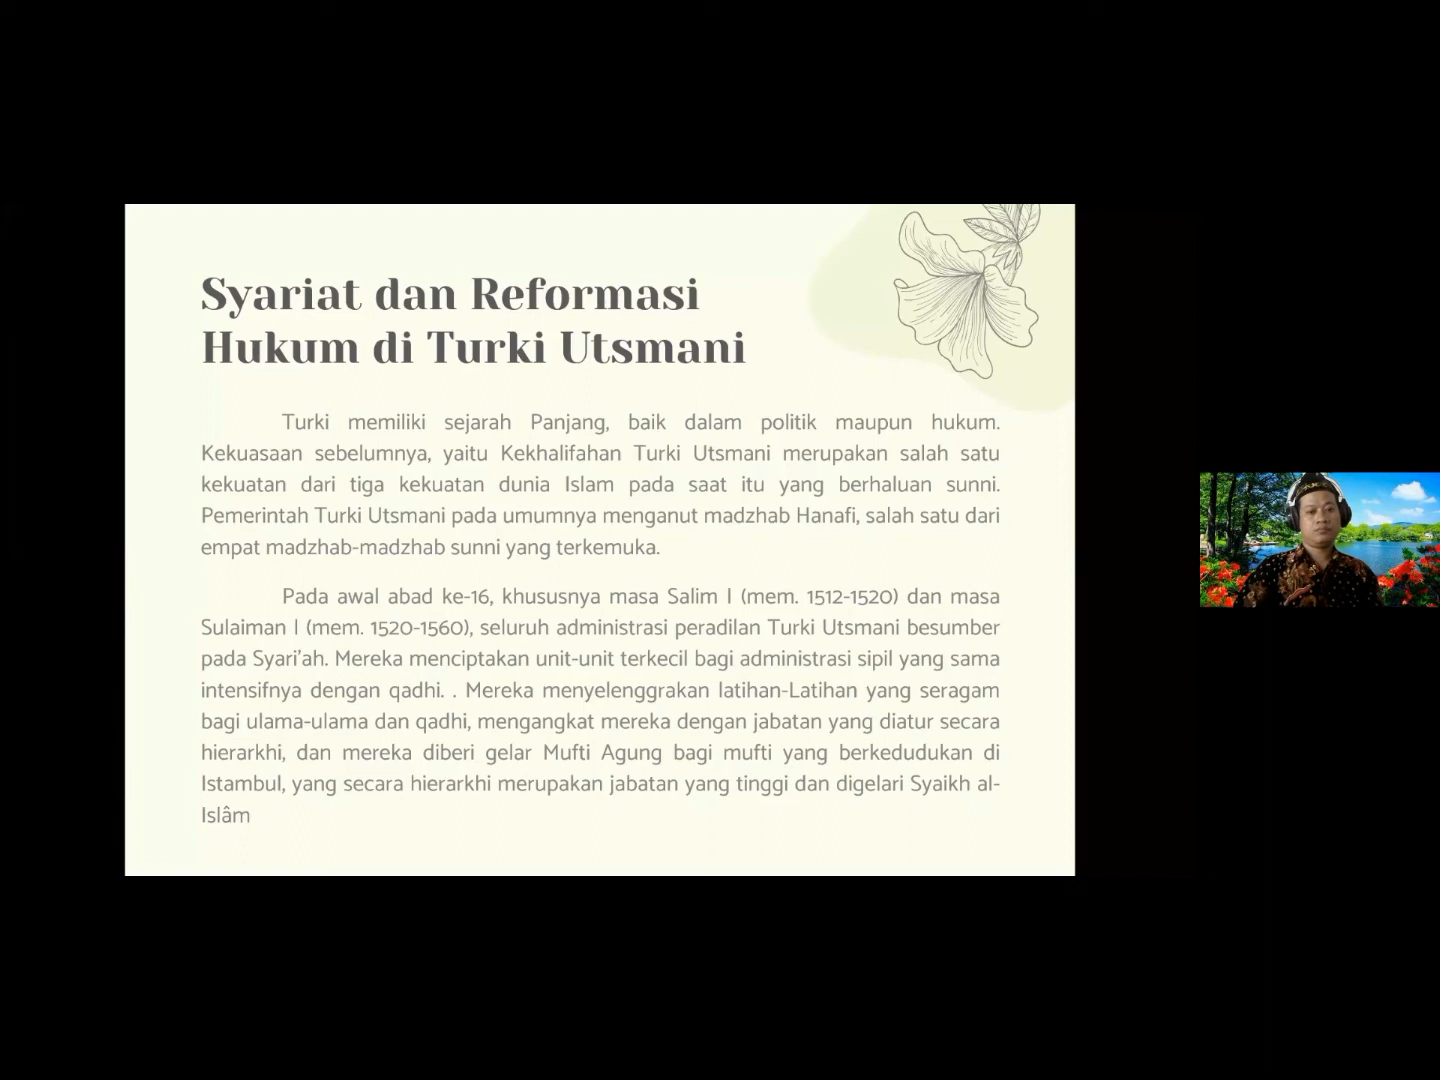 Syariat dan Reformasi
Hukum di Turki Utsmani
Turki memiliki sejarah Panjang, baik dalam politik maupun hukum.
Kekuasaan sebelumnya, yaitu Kekhalifahan Turki Utsmani merupakan salah satu
kekuatan dari tiga kekuatan dunia Islam pada saat itu yang berhaluan sunni.
Pemerintah Turki Utsmani pada umumnya menganut madzhab Hanafi, salah satu dari
empat madzhab-madzhab sunni yang terkemuka.
Pada awal abad ke-16, khususnya masa Salim I (mem. 1512-1520) dan masa
Sulaiman I (mem. 1520-1560), seluruh administrasi peradilan Turki Utsmani besumber
pada Syari'ah. Mereka menciptakan unit-unit terkecil bagi administrasi sipil yang sama
intensifnya dengan qadhi. . Mereka menyelenggrakan latihan-Latihan yang seragam
bagi ulama-ulama dan qadhi, mengangkat mereka dengan jabatan yang diatur secara
hierarkhi, dan mereka diberi gelar Mufti Agung bagi mufti yang berkedudukan di
Istambul, yang secara hierarkhi merupakan jabatan yang tinggi dan digelari Syaikh al-
Islâm